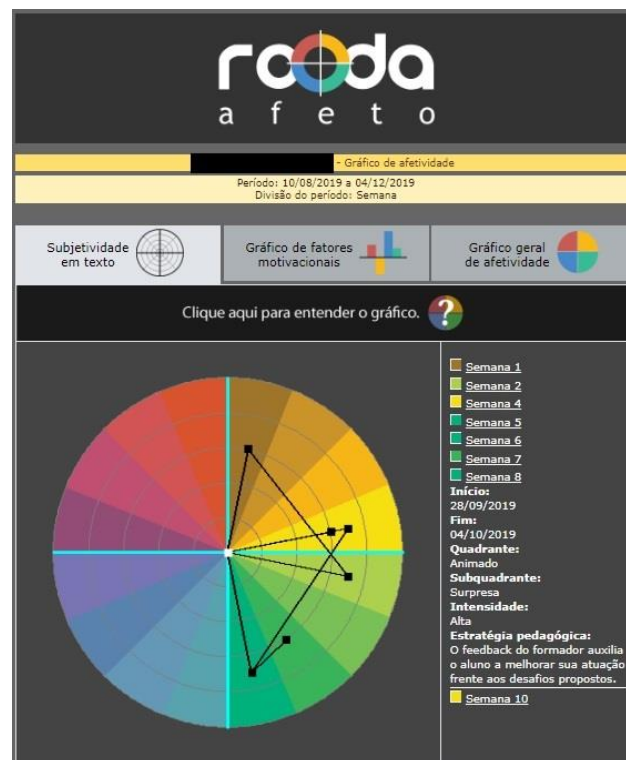 rooda
afeto
- Gráfico de afetividade
Período: 10/08/2019 a 04/12/2019
Divisão do período: Semana
Subjetividade
em texto
Gráfico de fatores
motivacionais
Gráfico geral
de afetividade
Clique aqui para entender o gráfico. ?
Semana 1
Semana 2
Semana 4
Semana 5
Semana 6
Semana 7
Semana 8
Início:
28/09/2019
Fim:
04/10/2019
Quadrante:
Animado
Subquadrante:
Surpresa
Intensidade:
Alta
Estratégia pedagógica:
O feedback do formador auxilia
o aluno a melhorar sua atuação
frente aos desafios propostos.
Semana 10